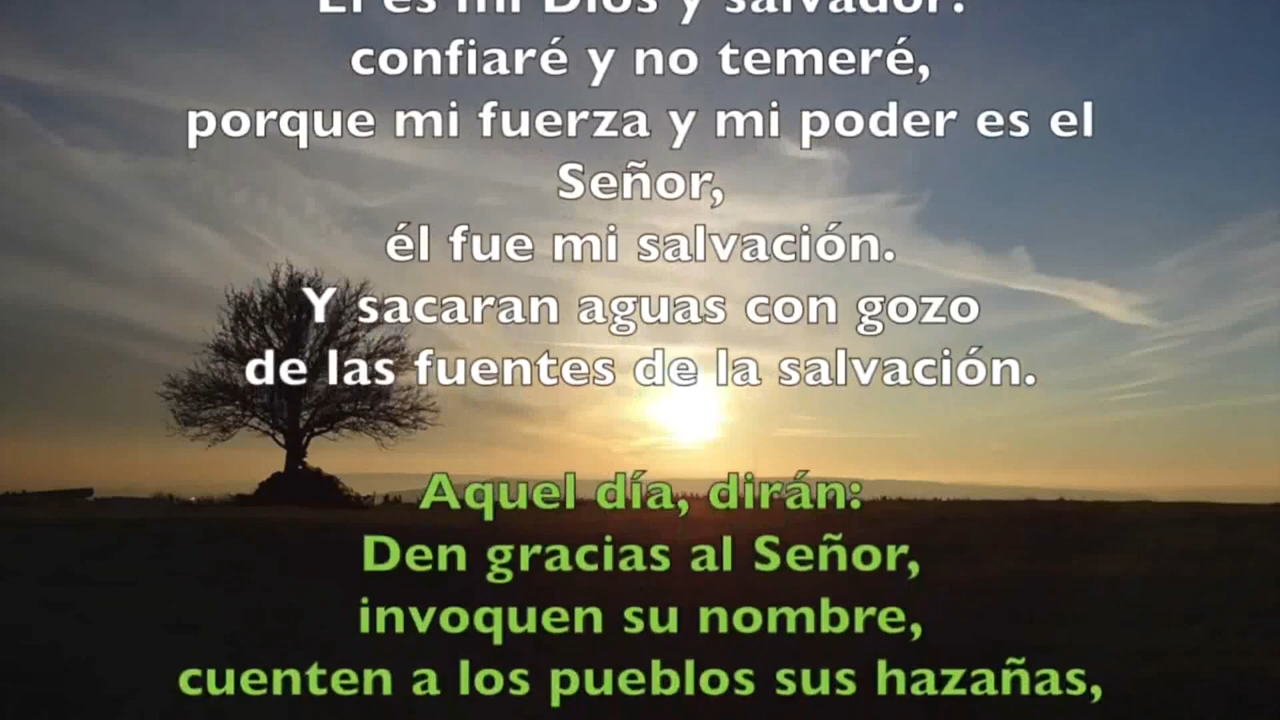 Él es mi Dios y salvador:
confiaré y no temeré,
porque mi fuerza y mi poder es el
Señor,
él fue mi salvación.
Y sacaran aguas con gozo
de las fuentes de la salvación.
Aquel día, dirán:
Den gracias al Señor,
invoquen su nombre,
cuenten a los pueblos sus hazañas,